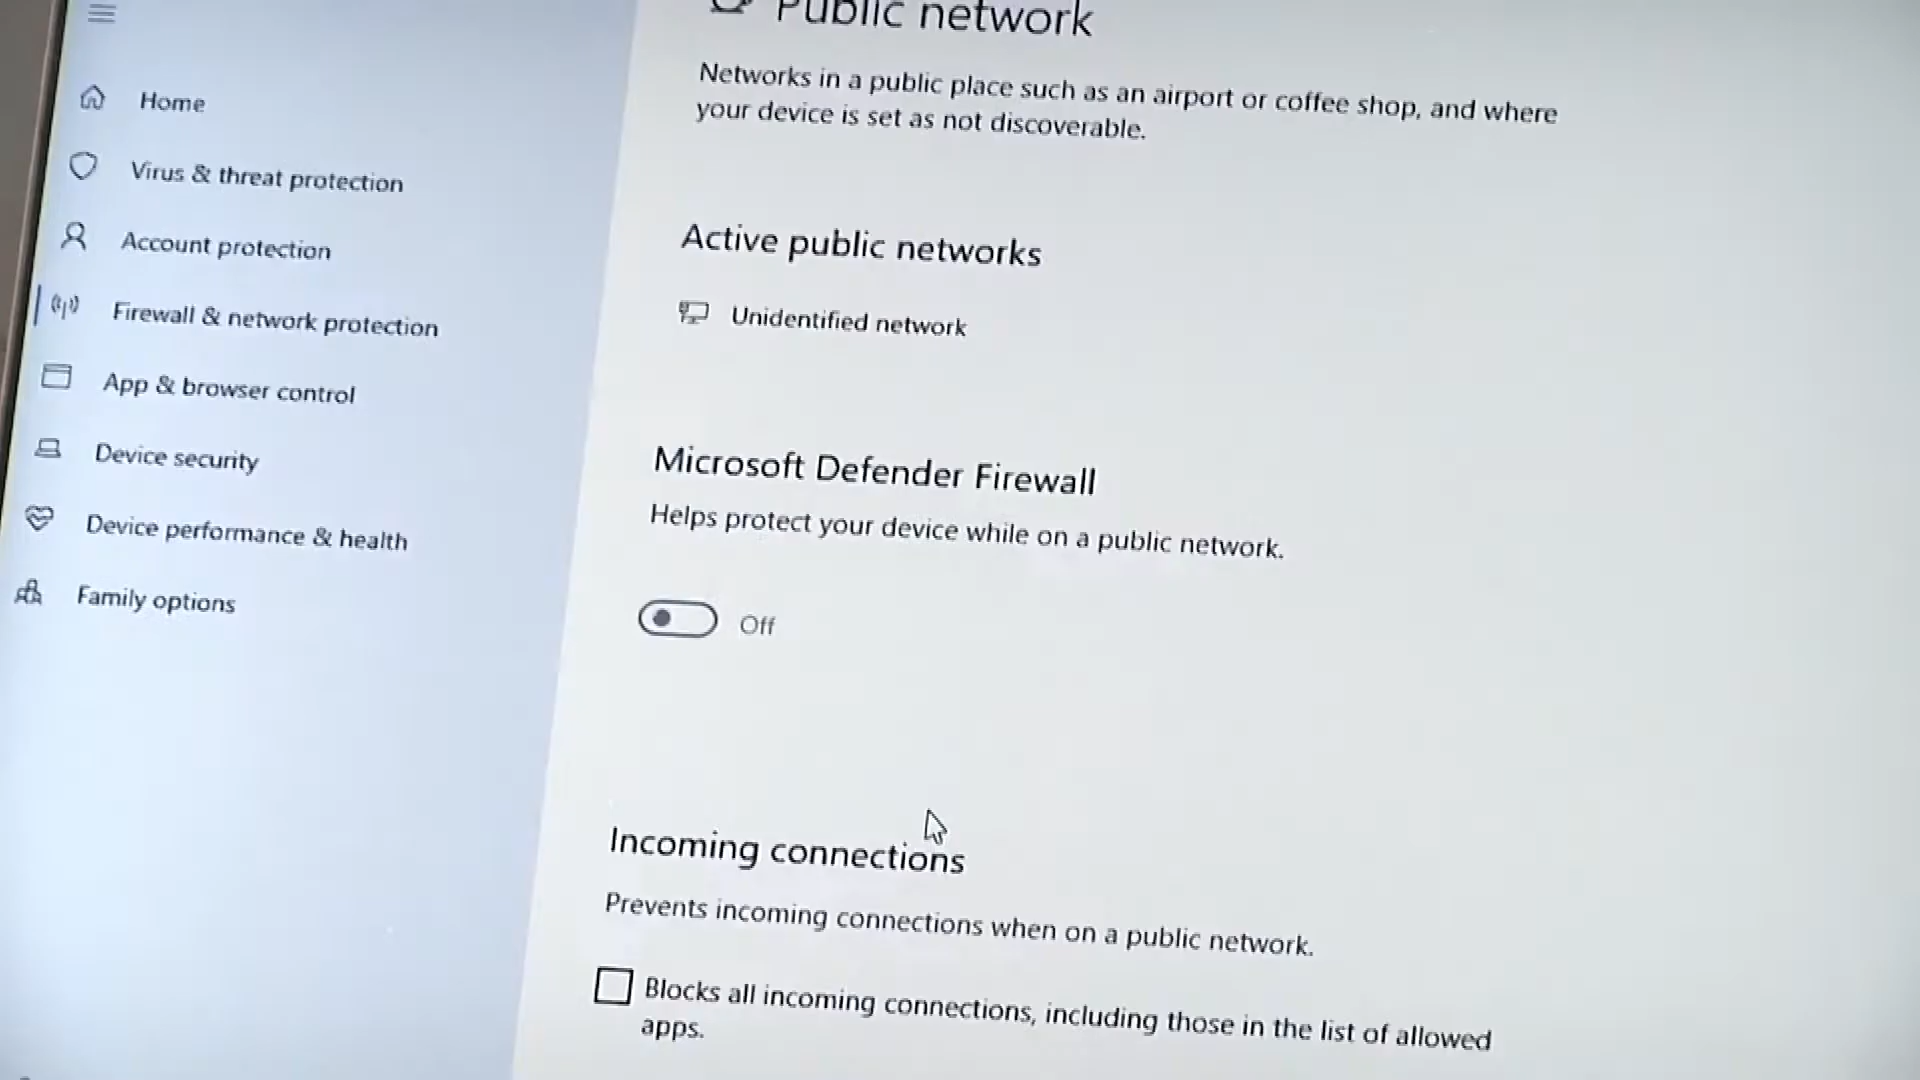 Home
Virus & threat protection
Account protection
Firewall & network protection
App & browser control
Device security
Device performance & health
Family options
Public network
Networks in a public place such as an airport or coffee shop, and where
your device is set as not discoverable.
Active public networks
Unidentified network
Microsoft Defender Firewall
Helps protect your device while on a public network.
Off
Incoming connections
Prevents incoming connections when on a public network.
Blocks all incoming connections, including those in the list of allowed
apps.